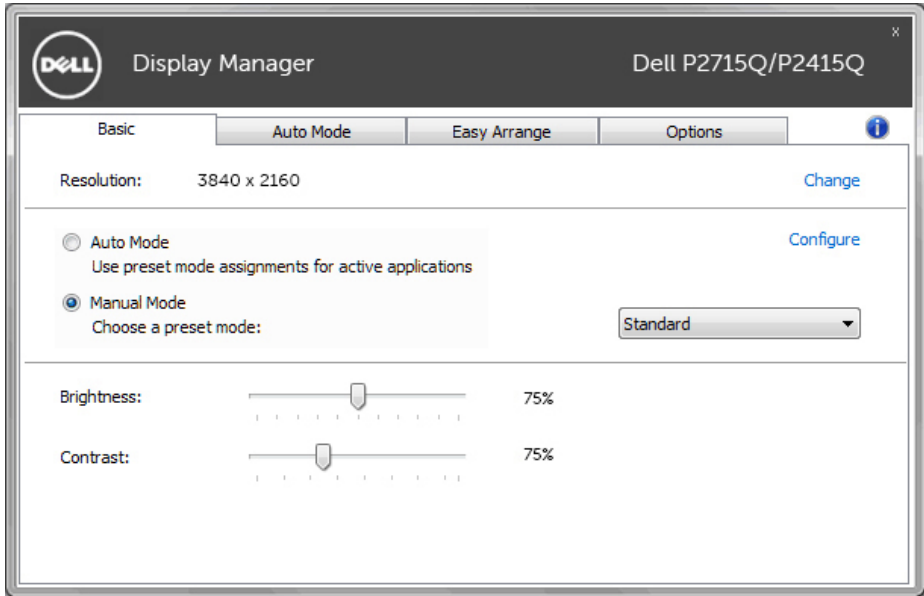 DELL Display Manager Dell P2715Q/P2415Q x
Basic Auto Mode Easy Arrange Options i
Resolution: 3840 x 2160 Change
Auto Mode Configure
Use preset mode assignments for active applications
Manual Mode
Choose a preset mode: Standard
Brightness: 75%
Contrast: 75%